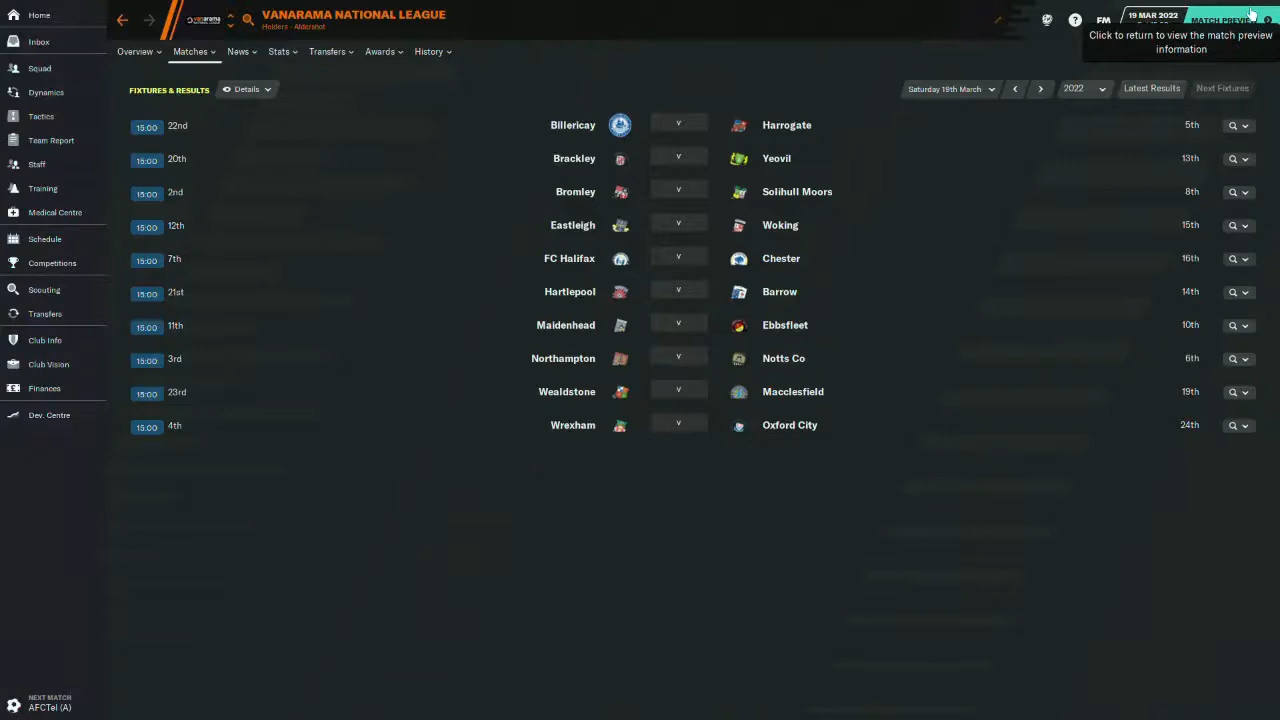 Home
Inbox
Squad
Dynamics
Tactics
Team Report
Staff
Training
Medical Centre
Schedule
Competitions
Scouting
Transfers
Club Info
Club Vision
Finances
Dev. Centre
NEXT MATCH
AFCTel (A)
VANARAMA NATIONAL LEAGUE
Holders - Aldershot
FM
19 MAR 2022
MATCH PREVIEW
Click to return to view the match preview
information
Overview Matches News Stats Transfers Awards History
FIXTURES & RESULTS Details Saturday 19th March 2022 Latest Results Next Fixtures
15:00 22nd Billericay v Harrogate 5th
15:00 20th Brackley v Yeovil 13th
15:00 2nd Bromley v Solihull Moors 8th
15:00 12th Eastleigh v Woking 15th
15:00 7th FC Halifax v Chester 16th
15:00 21st Hartlepool v Barrow 14th
15:00 11th Maidenhead v Ebbsfleet 10th
15:00 3rd Northampton v Notts Co 6th
15:00 23rd Wealdstone v Macclesfield 19th
15:00 4th Wrexham v Oxford City 24th